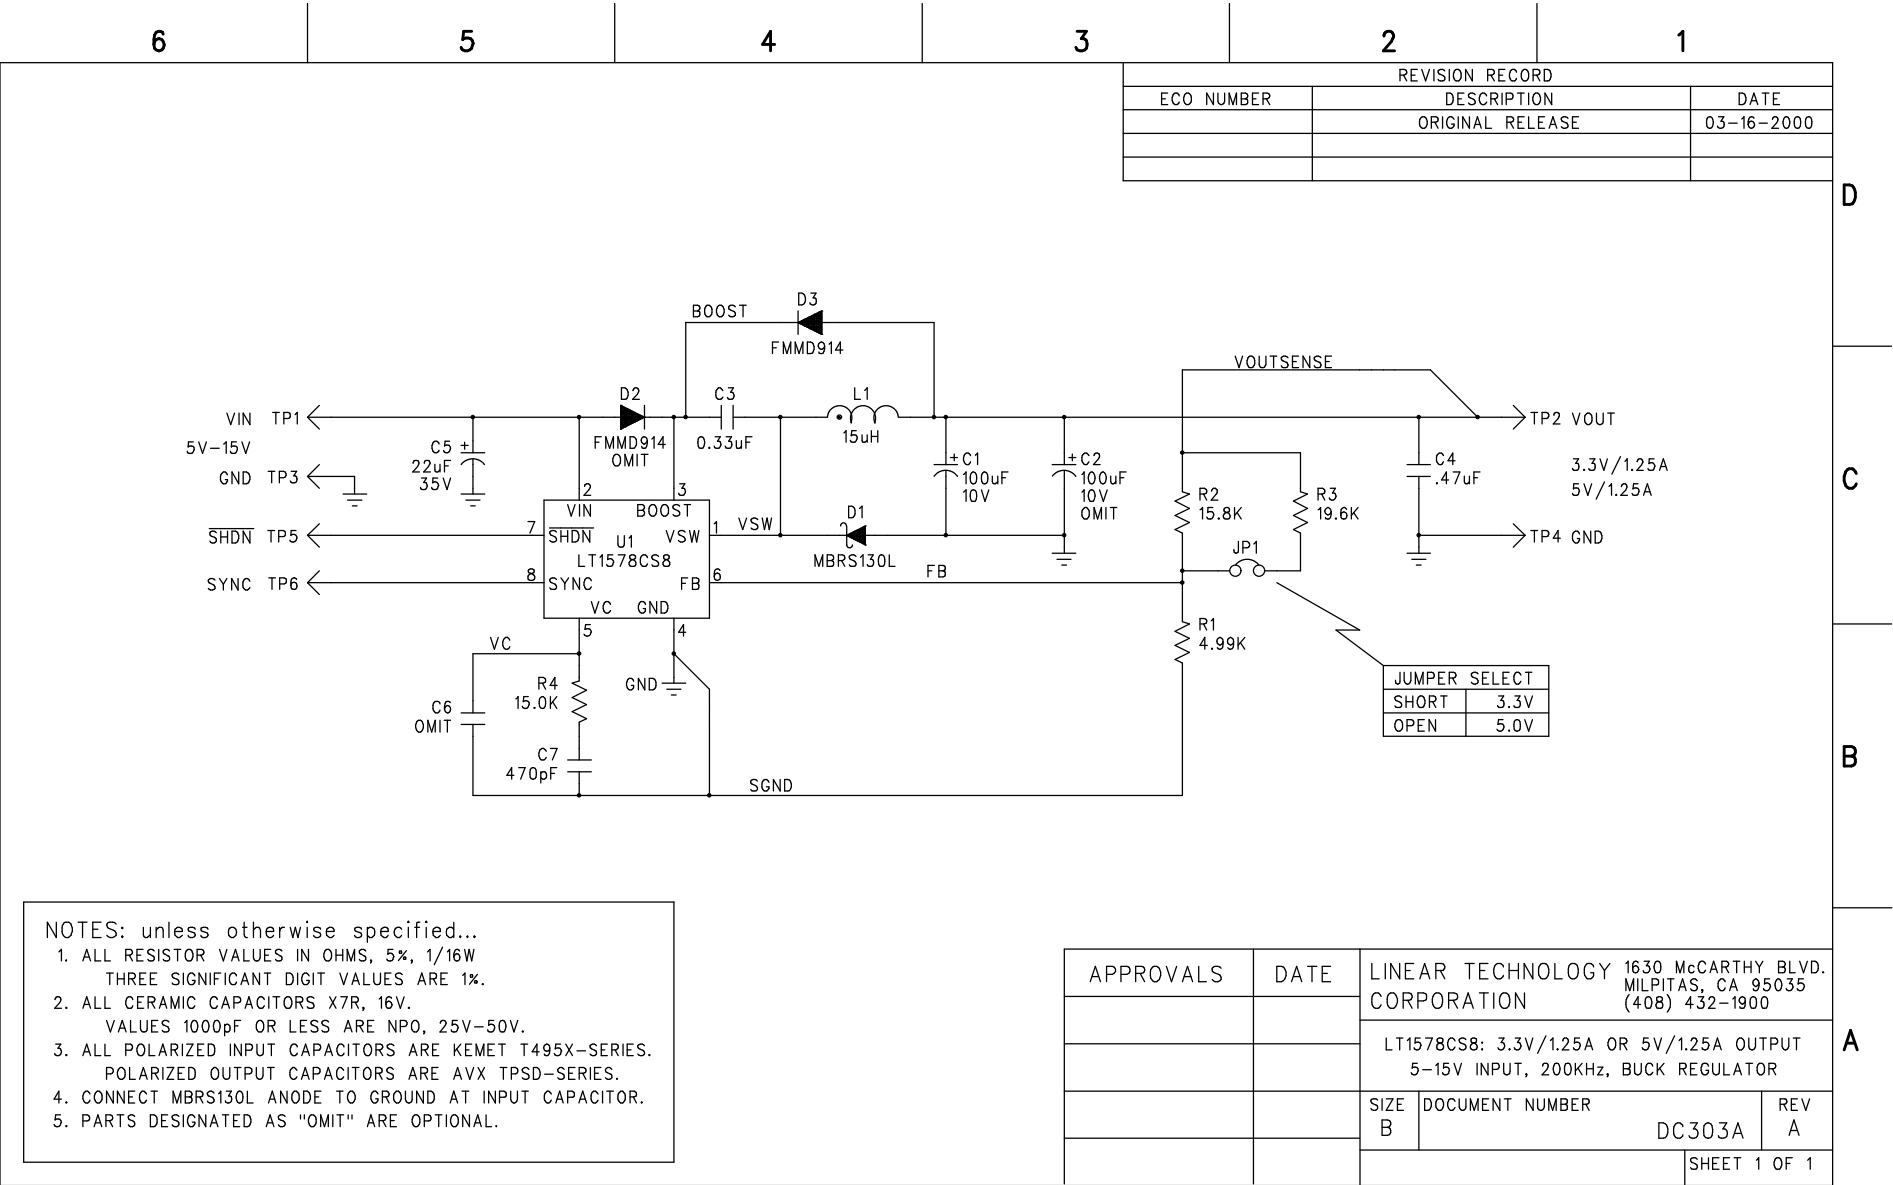 6 5 4 3 2 1
REVISION RECORD
ECO NUMBER DESCRIPTION DATE
ORIGINAL RELEASE 03-16-2000
D
C
B
A
BOOST
D3
FMMD914
VOUTSENSE
VIN TP1
5V-15V
GND TP3
SHDN TP5
SYNC TP6
C5
+
22uF
35V
D2
FMMD914
OMIT
C3
0.33uF
L1
15uH
+ C1
100uF
10V
+ C2
100uF
10V
OMIT
D1
MBRS130L
2
3
VIN
BOOST
7
SHDN
U1
LT1578CS8
VSW
1
VSW
8
SYNC
FB
6
FB
VC GND
5
4
VC
GND
C6
OMIT
R4
15.0K
C7
470pF
SGND
R2
15.8K
R3
19.6K
JP1
R1
4.99K
C4
.47uF
TP2 VOUT
3.3V/1.25A
5V/1.25A
TP4 GND
JUMPER SELECT
SHORT 3.3V
OPEN 5.0V
NOTES: unless otherwise specified...
1. ALL RESISTOR VALUES IN OHMS, 5%, 1/16W
THREE SIGNIFICANT DIGIT VALUES ARE 1%.
2. ALL CERAMIC CAPACITORS X7R, 16V.
VALUES 1000pF OR LESS ARE NPO, 25V-50V.
3. ALL POLARIZED INPUT CAPACITORS ARE KEMET T495X-SERIES.
POLARIZED OUTPUT CAPACITORS ARE AVX TPSD-SERIES.
4. CONNECT MBRS130L ANODE TO GROUND AT INPUT CAPACITOR.
5. PARTS DESIGNATED AS "OMIT" ARE OPTIONAL.
APPROVALS DATE
LINEAR TECHNOLOGY
CORPORATION
1630 McCARTHY BLVD.
MILPITAS, CA 95035
(408) 432-1900
LT1578CS8: 3.3V/1.25A OR 5V/1.25A OUTPUT
5-15V INPUT, 200KHz, BUCK REGULATOR
SIZE
B
DOCUMENT NUMBER
DC303A
REV
A
SHEET 1 OF 1